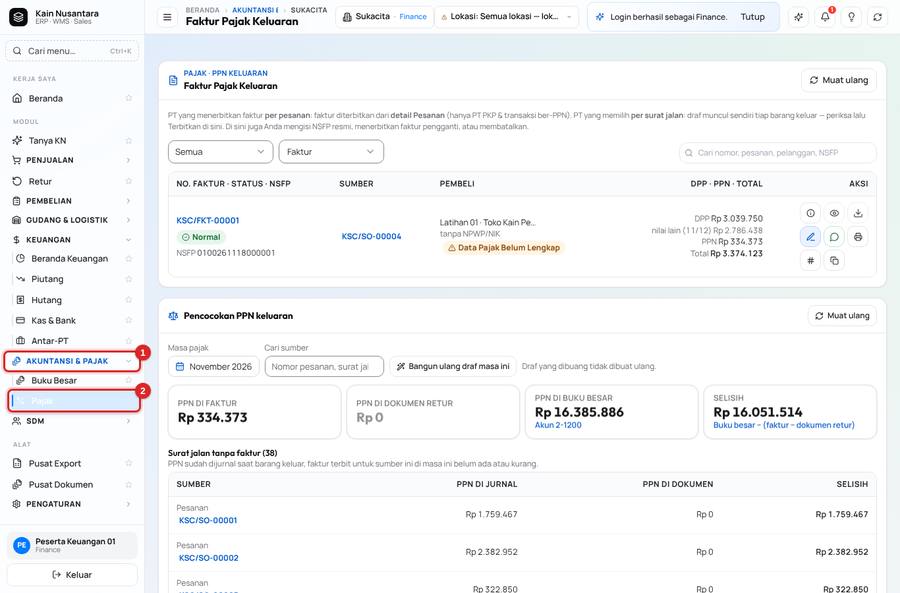 Kain Nusantara
ERP · WMS · Sales
Cari menu...
Ctrl+K
KERJA SAYA
Beranda
MODUL
Tanya KN
PENJUALAN
Retur
PEMBELIAN
GUDANG & LOGISTIK
KEUANGAN
Beranda Keuangan
Piutang
Hutang
Kas & Bank
Antar-PT
AKUNTANSI & PAJAK
1
Buku Besar
Pajak
2
SDM
ALAT
Pusat Export
Pusat Dokumen
PENGATURAN
PE
Peserta Keuangan 01
Finance
Keluar
BERANDA › AKUNTANSI & › SUKACITA
Faktur Pajak Keluaran
Sukacita · Finance
Lokasi: Semua lokasi — lok...
Login berhasil sebagai Finance.
Tutup
1
PAJAK · PPN KELUARAN
Faktur Pajak Keluaran
Muat ulang
PT yang menerbitkan faktur per pesanan: faktur diterbitkan dari detail Pesanan (hanya PT PKP & transaksi ber-PPN). PT yang memilih per surat jalan: draf muncul sendiri tiap barang keluar — periksa lalu
Terbitkan di sini. Di sini juga Anda mengisi NSFP resmi, menerbitkan faktur pengganti, atau membatalkan.
Semua
Faktur
Cari nomor, pesanan, pelanggan, NSFP
NO. FAKTUR · STATUS · NSFP
SUMBER
PEMBELI
DPP · PPN · TOTAL
AKSI
KSC/FKT-00001
Normal
NSFP 0100261118000001
KSC/SO-00004
Latihan 01 · Toko Kain Pe...
tanpa NPWP/NIK
Data Pajak Belum Lengkap
DPP Rp 3.039.750
nilai lain (11/12) Rp 2.786.438
PPN Rp 334.373
Total Rp 3.374.123
Pencocokan PPN keluaran
Muat ulang
Masa pajak
Cari sumber
November 2026
Nomor pesanan, surat jal
Bangun ulang draf masa ini
Draf yang dibuang tidak dibuat ulang.
PPN DI FAKTUR
Rp 334.373
PPN DI DOKUMEN RETUR
Rp 0
PPN DI BUKU BESAR
Rp 16.385.886
Akun 2-1200
SELISIH
Rp 16.051.514
Buku besar − (faktur − dokumen retur)
Surat jalan tanpa faktur (38)
PPN sudah dijurnal saat barang keluar, faktur terbit untuk sumber ini di masa ini belum ada atau kurang.
SUMBER
PPN DI JURNAL
PPN DI DOKUMEN
SELISIH
Pesanan
KSC/SO-00001
Rp 1.759.467
Rp 0
Rp 1.759.467
Pesanan
KSC/SO-00002
Rp 2.382.952
Rp 0
Rp 2.382.952
Pesanan
Rp 322.850
Rp 0
Rp 322.850